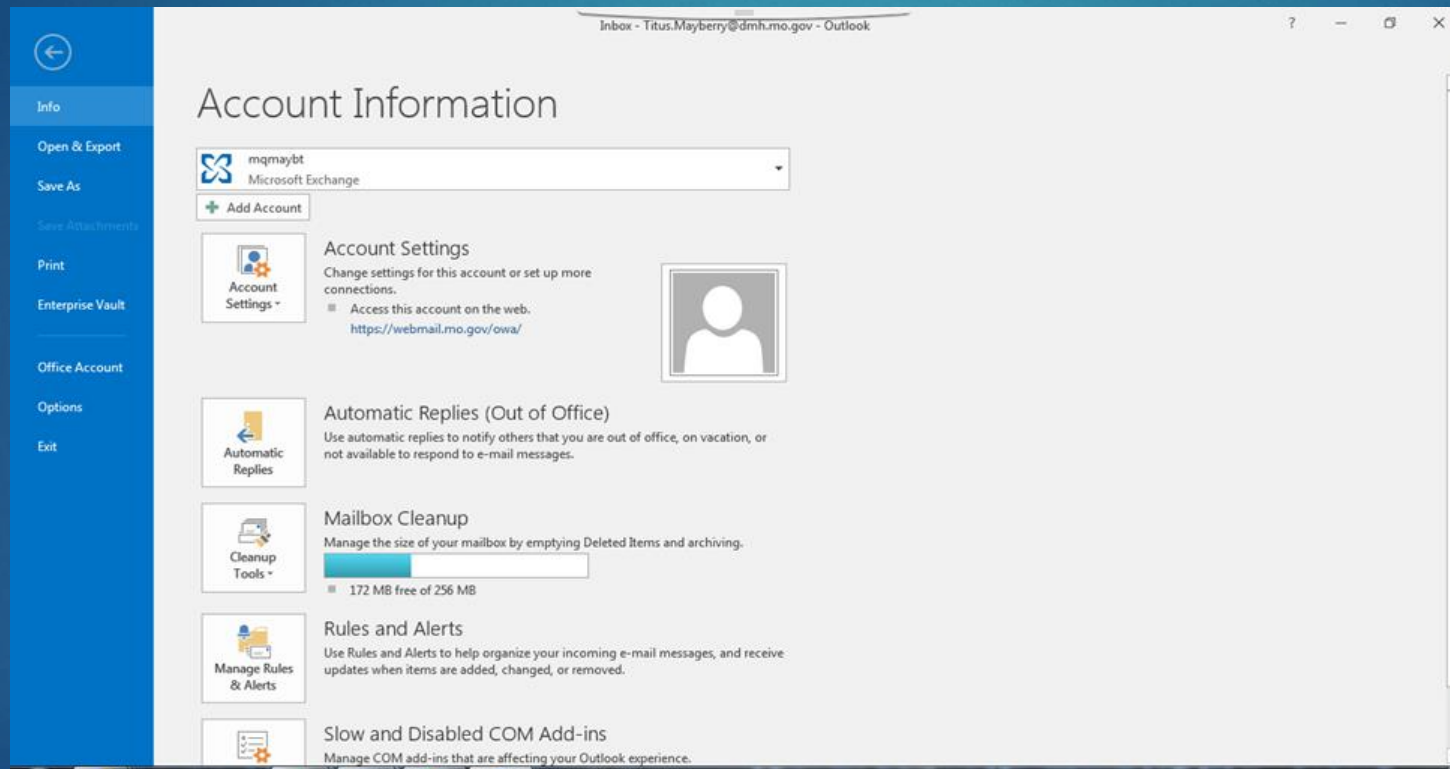 Inbox - Titus.Mayberry@dmh.mo.gov - Outlook
?
Info
Open & Export
Save As
Save Attachments
Print
Enterprise Vault
Office Account
Options
Exit
Account Information
mqmaybt
Microsoft Exchange
Add Account
Account
Settings
Account Settings
Change settings for this account or set up more
connections.
Access this account on the web.
https://webmail.mo.gov/owa/
Automatic
Replies
Automatic Replies (Out of Office)
Use automatic replies to notify others that you are out of office, on vacation, or
not available to respond to e-mail messages.
Cleanup
Tools
Mailbox Cleanup
Manage the size of your mailbox by emptying Deleted Items and archiving.
172 MB free of 256 MB
Manage Rules
& Alerts
Rules and Alerts
Use Rules and Alerts to help organize your incoming e-mail messages, and receive
updates when items are added, changed, or removed.
Slow and Disabled COM Add-ins
Manage COM add-ins that are affecting your Outlook experience.